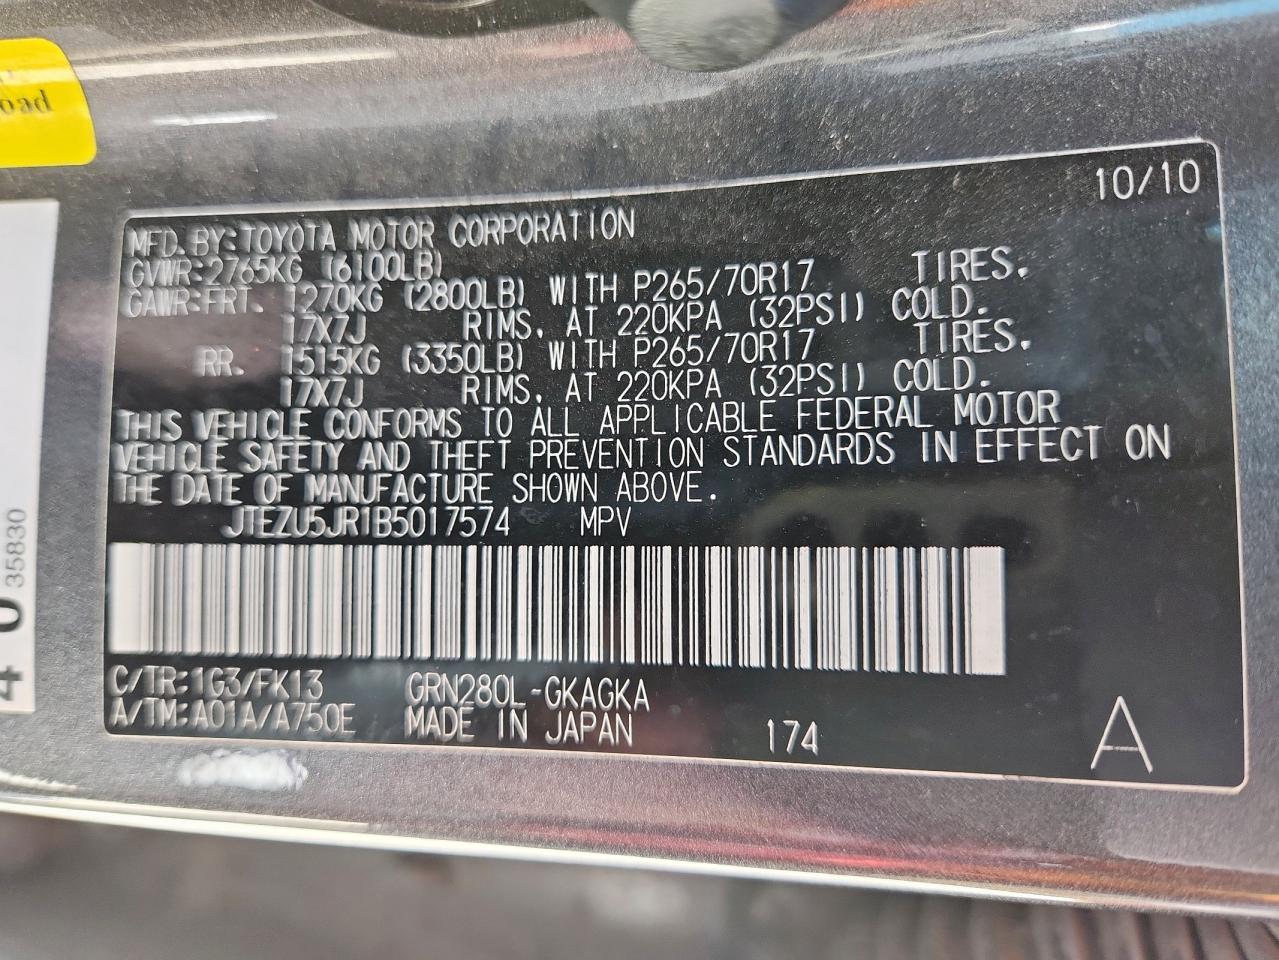 oad
10/10
MFD. BY:TOYOTA MOTOR CORPORATION
GVWR:2765KG (6100LB)
GAWR:FRT. 1270KG (2800LB) WITH P265/70R17 TIRES,
17X7J RIMS, AT 220KPA (32PSI) COLD.
RR. 1515KG (3350LB) WITH P265/70R17 TIRES,
17X7J RIMS, AT 220KPA (32PSI) COLD.
THIS VEHICLE CONFORMS TO ALL APPLICABLE FEDERAL MOTOR
VEHICLE SAFETY AND THEFT PREVENTION STANDARDS IN EFFECT ON
THE DATE OF MANUFACTURE SHOWN ABOVE.
JTEZU5JR1B5017574 MPV
C/TR:1G3/FK13 GRN280L-GKAGKA
A/TM:A01A/A750E MADE IN JAPAN 174 A
35830